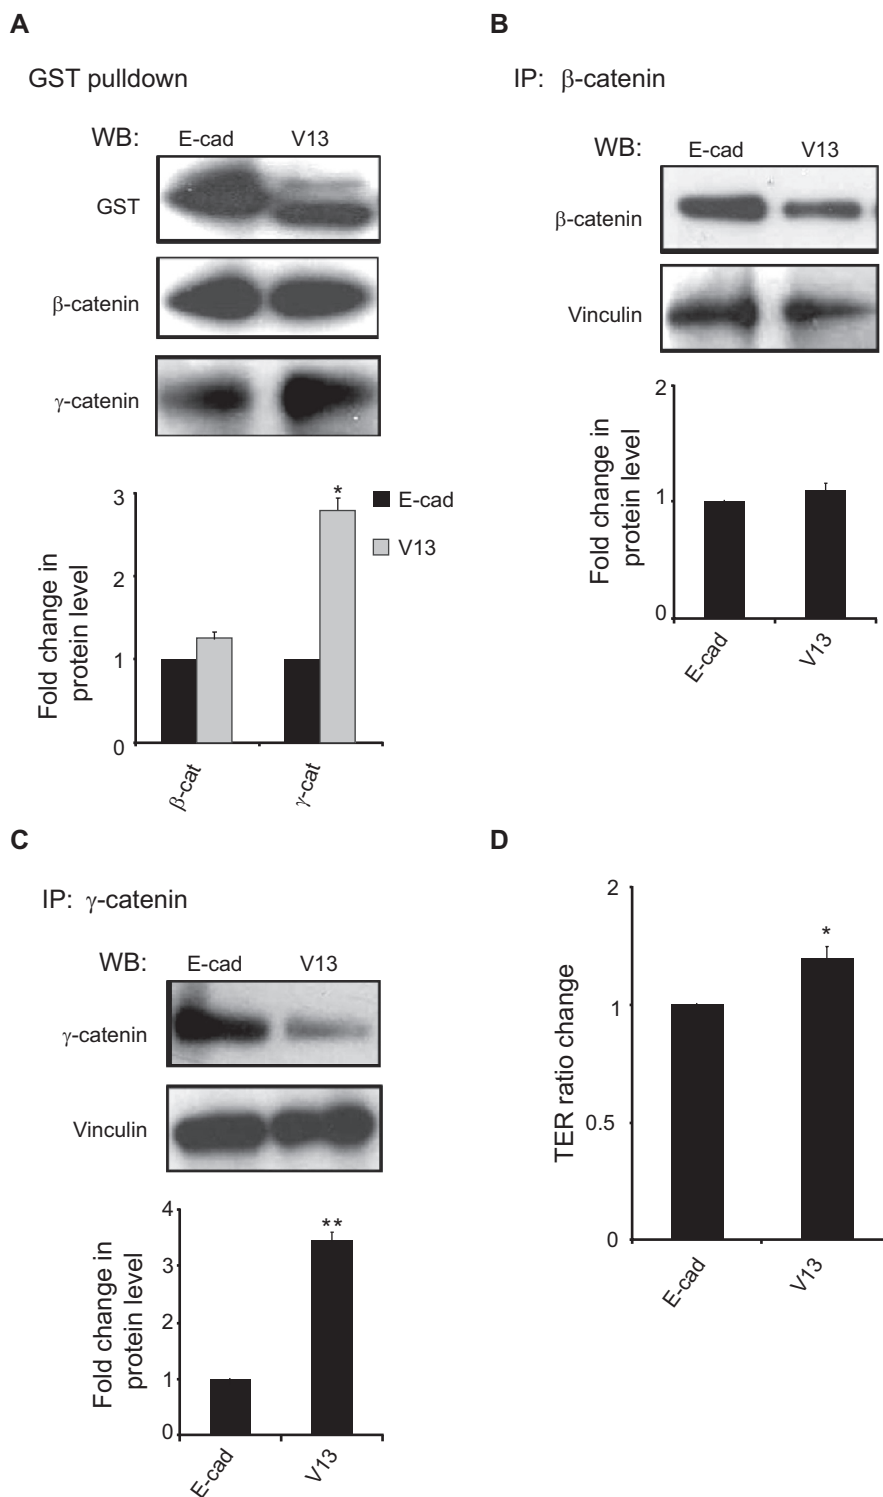 A
GST pulldown
WB: E-cad V13
GST
β-catenin
γ-catenin
3
2
1
0
Fold change in
protein level
*
E-cad
V13
β-cat
γ-cat
B
IP: β-catenin
WB: E-cad V13
β-catenin
Vinculin
2
1
0
Fold change in
protein level
E-cad
V13
C
IP: γ-catenin
WB: E-cad V13
γ-catenin
Vinculin
4
3
2
1
0
Fold change in
protein level
**
E-cad
V13
D
2
1
0.5
0
TER ratio change
*
E-cad
V13